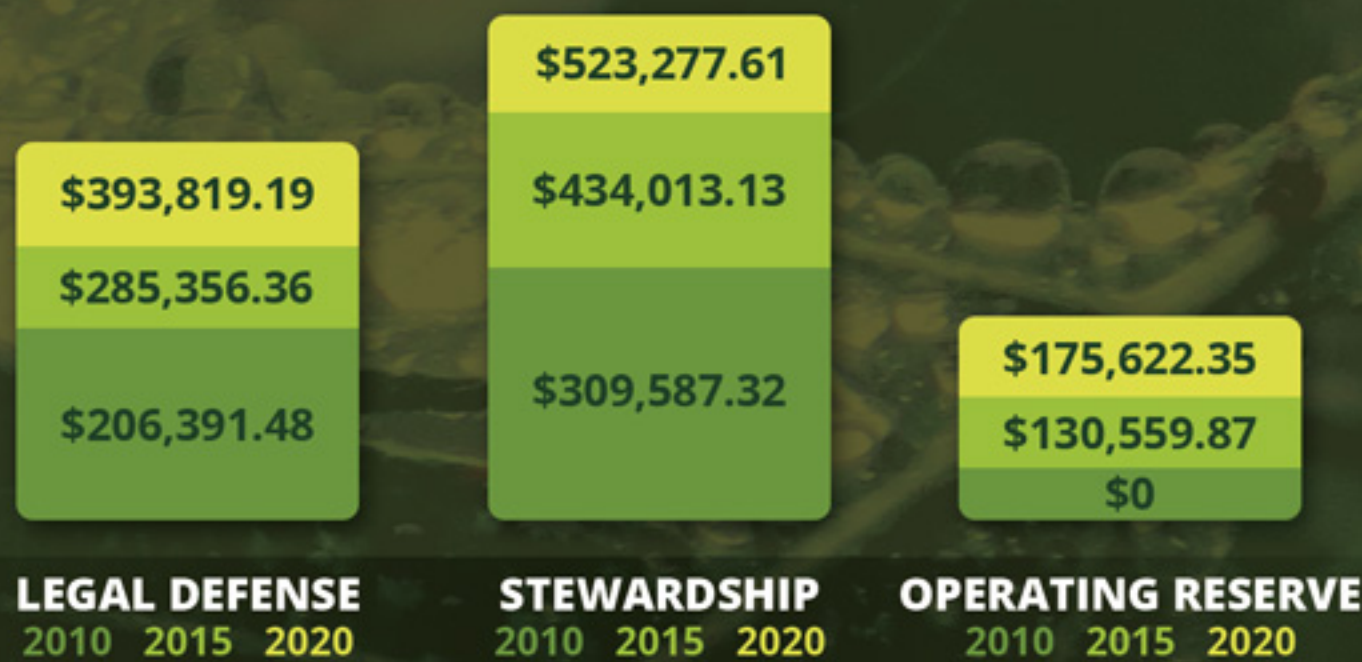 $393,819.19
$285,356.36
$206,391.48
LEGAL DEFENSE
2010 2015 2020
$523,277.61
$434,013.13
$309,587.32
STEWARDSHIP
2010 2015 2020
$175,622.35
$130,559.87
$0
OPERATING RESERVE
2010 2015 2020